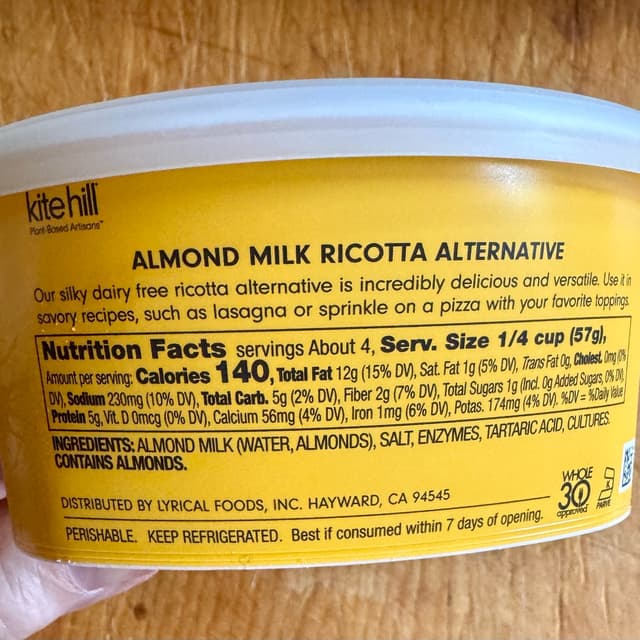 kite hill
Plant-Based Artisans™
ALMOND MILK RICOTTA ALTERNATIVE
Our silky dairy free ricotta alternative is incredibly delicious and versatile. Use it in
savory recipes, such as lasagna or sprinkle on a pizza with your favorite toppings.
Nutrition Facts servings About 4, Serv. Size 1/4 cup (57g),
Amount per serving: Calories 140, Total Fat 12g (15% DV), Sat. Fat 1g (5% DV), Trans Fat 0g, Cholest. 0mg (0%
DV), Sodium 230mg (10% DV), Total Carb. 5g (2% DV), Fiber 2g (7% DV), Total Sugars 1g (Incl. 0g Added Sugars, 0% DV),
Protein 5g, Vit. D 0mcg (0% DV), Calcium 56mg (4% DV), Iron 1mg (6% DV), Potas. 174mg (4% DV). %DV = %Daily Value
INGREDIENTS: ALMOND MILK (WATER, ALMONDS), SALT, ENZYMES, TARTARIC ACID, CULTURES.
CONTAINS ALMONDS.
DISTRIBUTED BY LYRICAL FOODS, INC. HAYWARD, CA 94545
WHOLE
30
approved
PARVE
PERISHABLE. KEEP REFRIGERATED. Best if consumed within 7 days of opening.